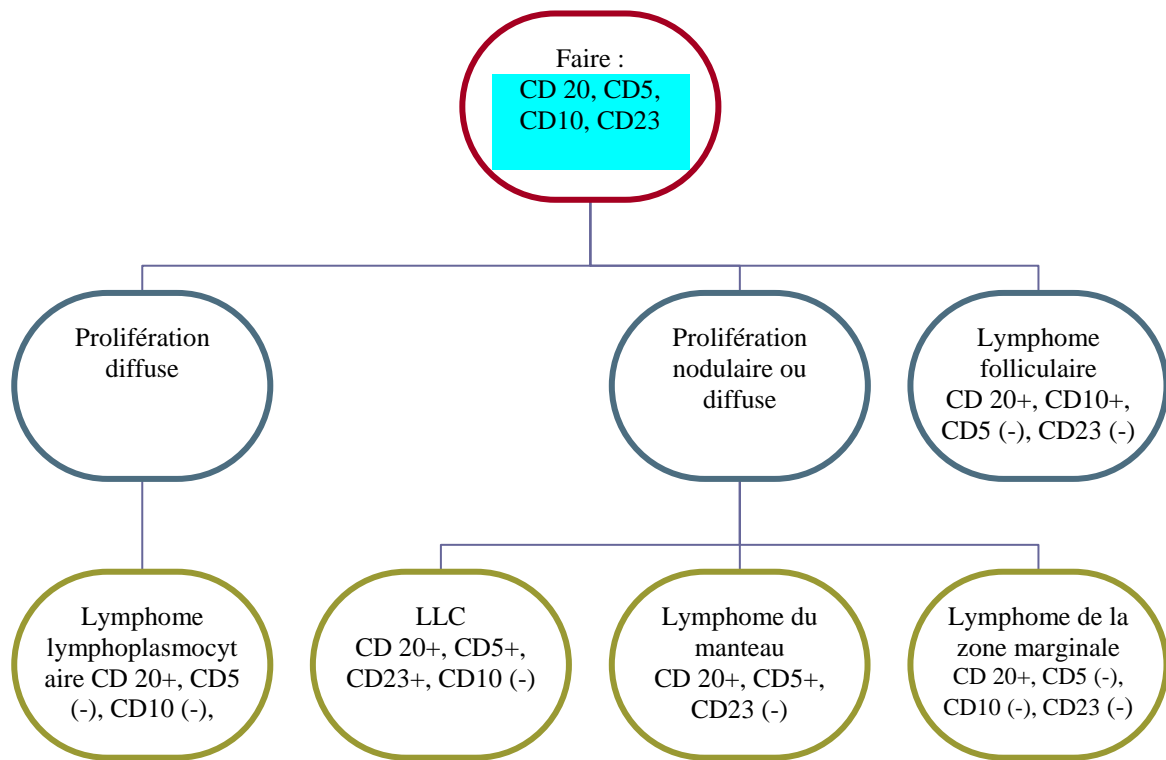 Faire :
CD 20, CD5,
CD10, CD23
Prolifération
diffuse
Prolifération
nodulaire ou
diffuse
Lymphome
folliculaire
CD 20+, CD10+,
CD5 (-), CD23 (-)
Lymphome
lymphoplasmocyt
aire CD 20+, CD5
(-), CD10 (-),
LLC
CD 20+, CD5+,
CD23+, CD10 (-)
Lymphome du
manteau
CD 20+, CD5+,
CD23 (-)
Lymphome de la
zone marginale
CD 20+, CD5 (-),
CD10 (-), CD23 (-)